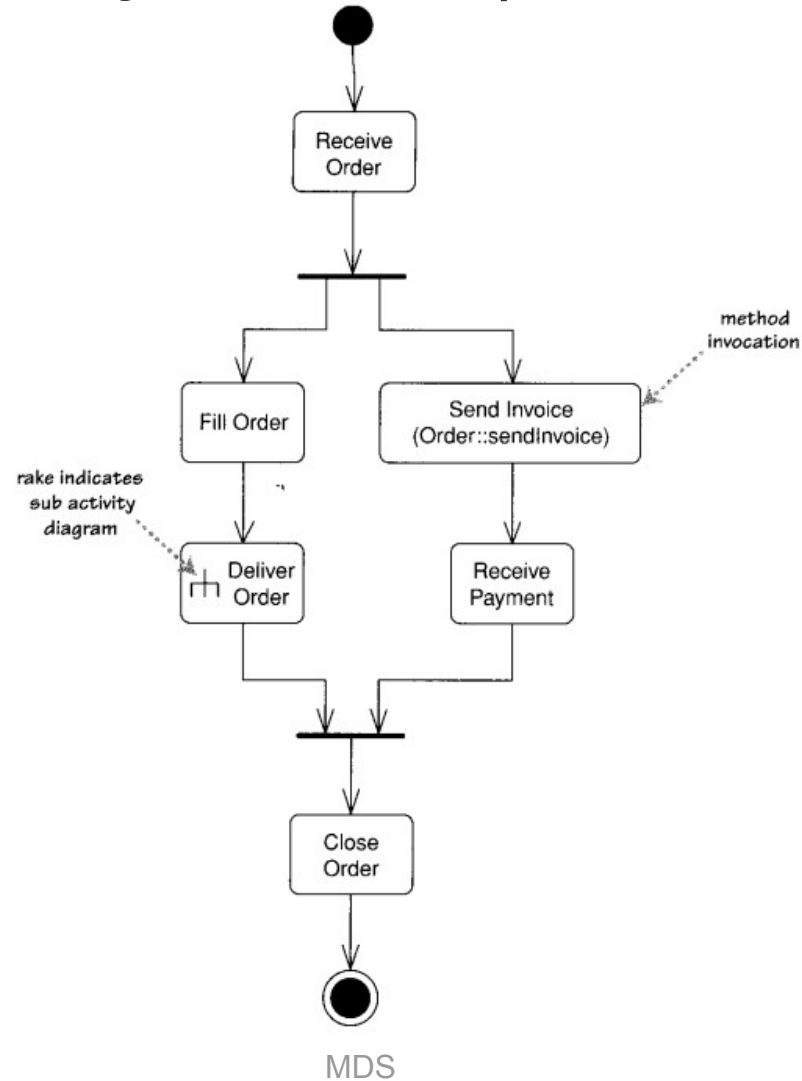 Receive
Order
method
invocation
Fill Order
Send Invoice
(Order::sendInvoice)
rake indicates
sub activity
diagram
Deliver
Order
Receive
Payment
Close
Order
MDS